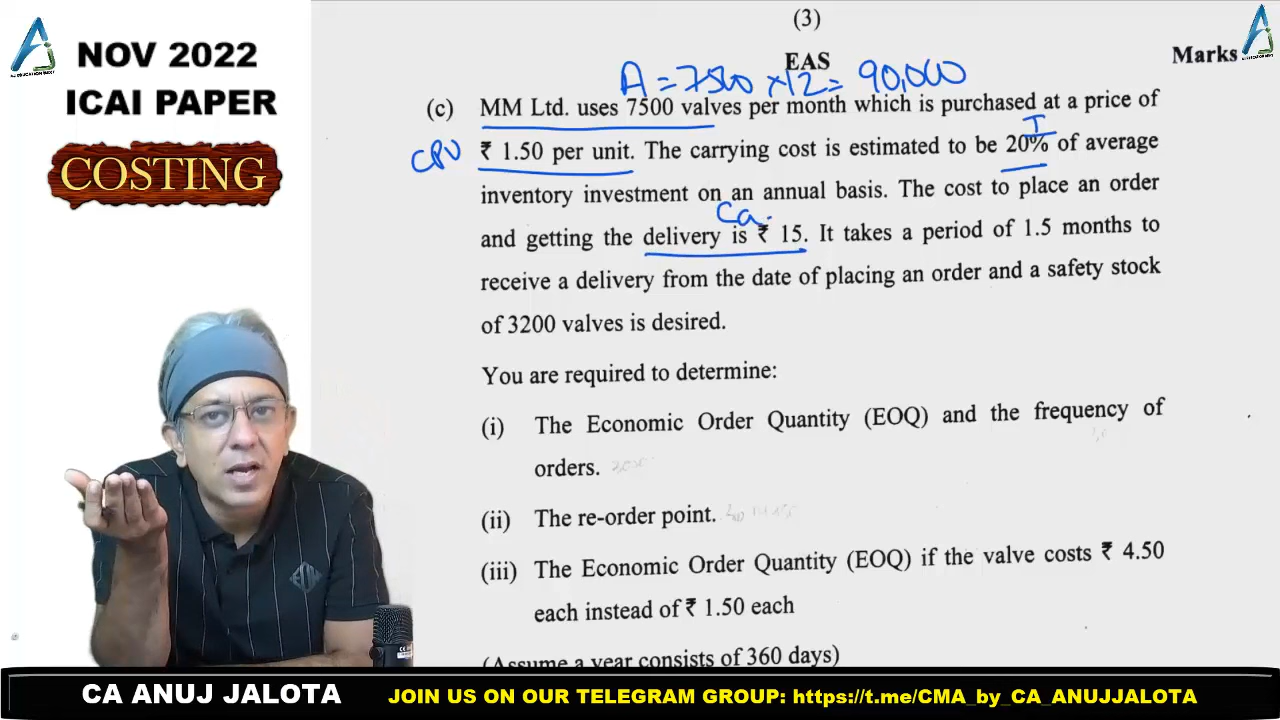 (3)
NOV 2022
ICAI PAPER
COSTING
EAS
Marks
A = 7500 × 12 = 90,000
(c) MM Ltd. uses 7500 valves per month which is purchased at a price of
I
CPU ₹ 1.50 per unit. The carrying cost is estimated to be 20% of average
inventory investment on an annual basis. The cost to place an order
Ca.
and getting the delivery is ₹ 15. It takes a period of 1.5 months to
receive a delivery from the date of placing an order and a safety stock
of 3200 valves is desired.
You are required to determine:
(i) The Economic Order Quantity (EOQ) and the frequency of
orders.
(ii) The re-order point.
(iii) The Economic Order Quantity (EOQ) if the valve costs ₹ 4.50
each instead of ₹ 1.50 each
(Assume a year consists of 360 days)
CA ANUJ JALOTA
JOIN US ON OUR TELEGRAM GROUP: https://t.me/CMA_by_CA_ANUJJALOTA